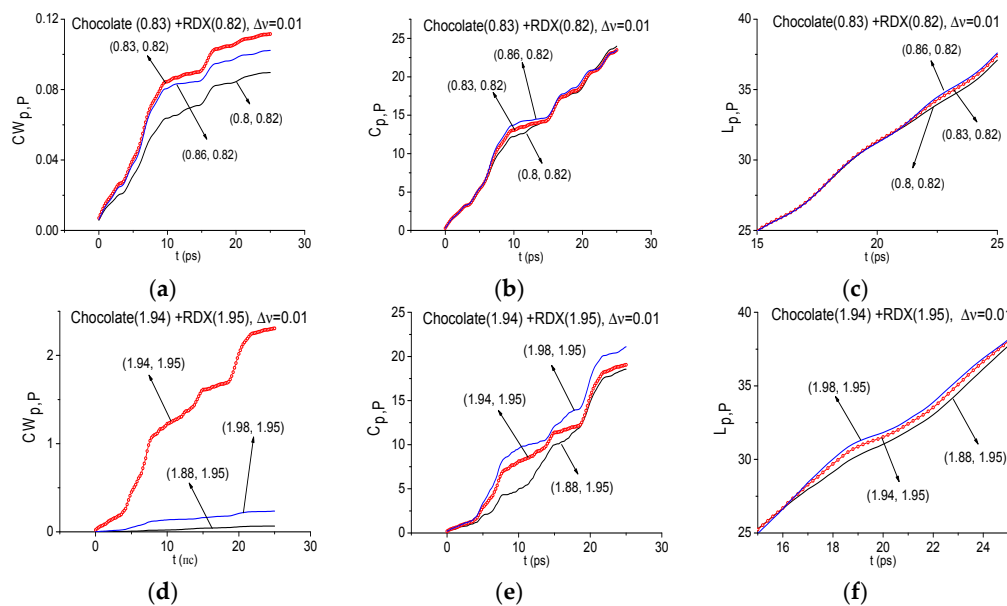 Chocolate (0.83) +RDX(0.82), Δν=0.01
(0.83, 0.82)
(0.86, 0.82)
(0.8, 0.82)
CW p,P
0.12
0.08
0.04
0.00
0 10 20 30
t (ps)
(a)
Chocolate(0.83) +RDX(0.82), Δν=0.01
(0.86, 0.82)
(0.83, 0.82)
(0.8, 0.82)
C p,P
25
20
15
10
5
0
0 10 20 30
t (ps)
(b)
Chocolate(0.83) +RDX(0.82), Δν=0.01
(0.86, 0.82)
(0.83, 0.82)
(0.8, 0.82)
L p,P
35
30
25
15 20 25
t (ps)
(c)
Chocolate(1.94) +RDX(1.95), Δν=0.01
(1.94, 1.95)
(1.98, 1.95)
(1.88, 1.95)
CW p,P
2
1
0
0 10 20 30
t (пс)
(d)
Chocolate(1.94) +RDX(1.95), Δν=0.01
(1.98, 1.95)
(1.94, 1.95)
(1.88, 1.95)
C p,P
25
20
15
10
5
0
0 10 20 30
t (ps)
(e)
Chocolate(1.94) +RDX(1.95), Δν=0.01
(1.98, 1.95)
(1.88, 1.95)
(1.94, 1.95)
L p,P
35
30
25
16 18 20 22 24
t (ps)
(f)